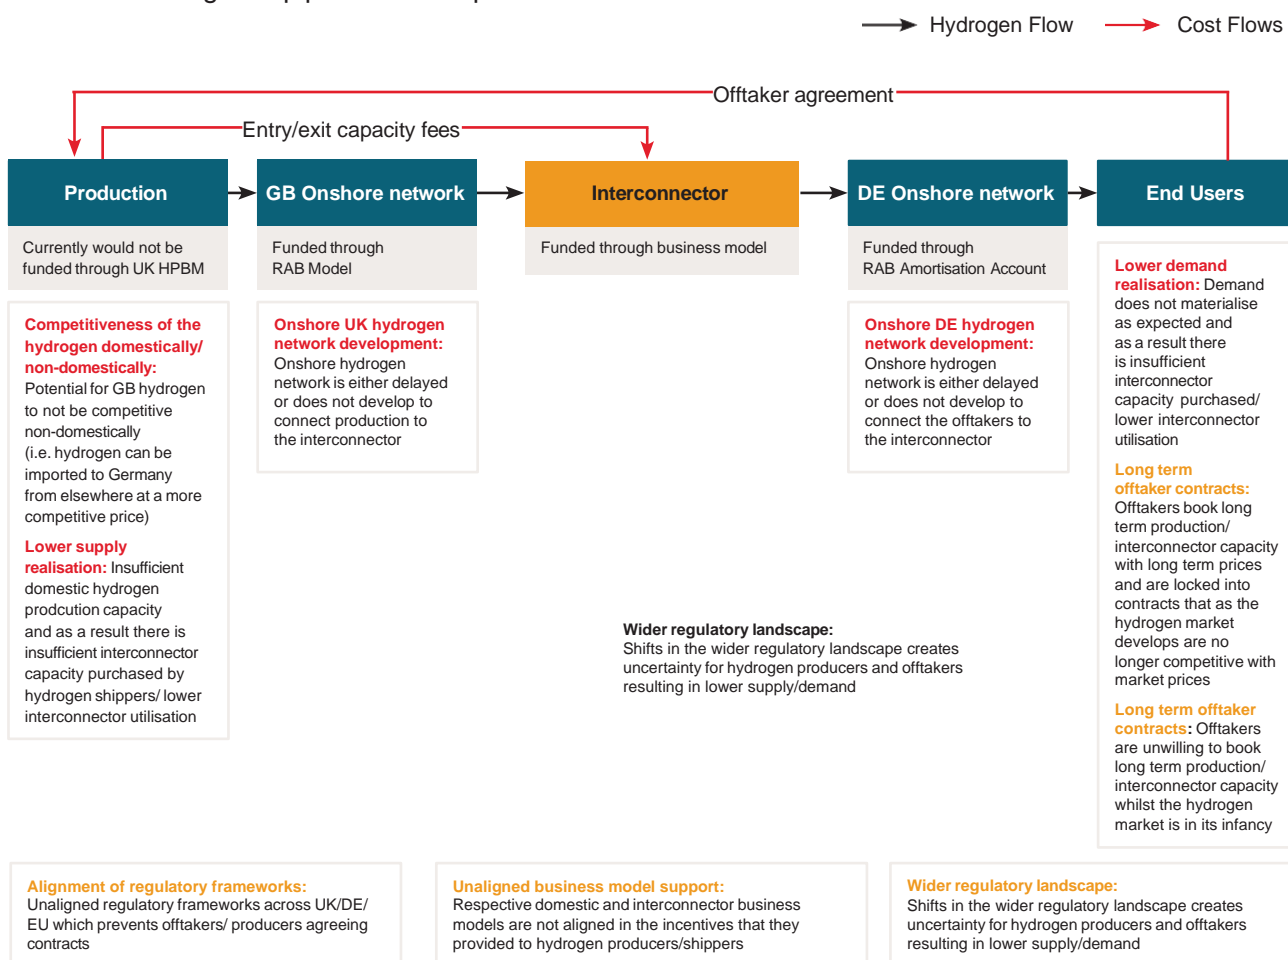 Hydrogen Flow
Cost Flows
Offtaker agreement
Entry/exit capacity fees
Production
GB Onshore network
Interconnector
DE Onshore network
End Users
Currently would not be
funded through UK HPBM
Funded through
RAB Model
Funded through business model
Funded through
RAB Amortisation Account
Competitiveness of the
hydrogen domestically/
non-domestically:
Potential for GB hydrogen
to not be competitive
non-domestically
(i.e. hydrogen can be
imported to Germany
from elsewhere at a more
competitive price)
Lower supply
realisation: Insufficient
domestic hydrogen
prodcution capacity
and as a result there is
insufficient interconnector
capacity purchased by
hydrogen shippers/ lower
interconnector utilisation
Onshore UK hydrogen
network development:
Onshore hydrogen
network is either delayed
or does not develop to
connect production to
the interconnector
Onshore DE hydrogen
network development:
Onshore hydrogen
network is either delayed
or does not develop to
connect the offtakers to
the interconnector
Lower demand
realisation: Demand
does not materialise
as expected and
as a result there
is insufficient
interconnector
capacity purchased/
lower interconnector
utilisation
Long term
offtaker contracts:
Offtakers book long
term production/
interconnector capacity
with long term prices
and are locked into
contracts that as the
hydrogen market
develops are no
longer competitive with
market prices
Long term offtaker
contracts: Offtakers
are unwilling to book
long term production/
interconnector capacity
whilst the hydrogen
market is in its infancy
Wider regulatory landscape:
Shifts in the wider regulatory landscape creates
uncertainty for hydrogen producers and offtakers
resulting in lower supply/demand
Alignment of regulatory frameworks:
Unaligned regulatory frameworks across UK/DE/
EU which prevents offtakers/ producers agreeing
contracts
Unaligned business model support:
Respective domestic and interconnector business
models are not aligned in the incentives that they
provided to hydrogen producers/shippers
Wider regulatory landscape:
Shifts in the wider regulatory landscape creates
uncertainty for hydrogen producers and offtakers
resulting in lower supply/demand